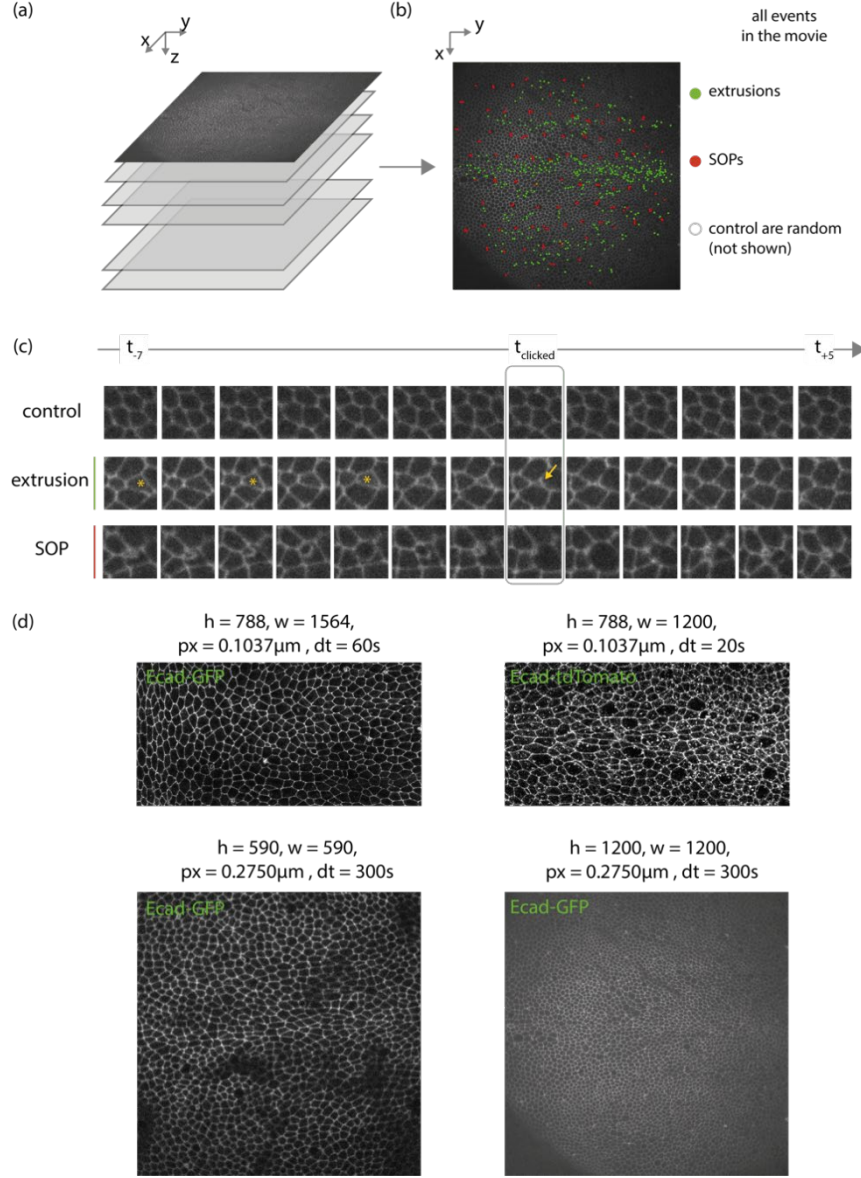 (a)
y
x
z
(b)
y
x
all events
in the movie
extrusions
SOPs
control are random
(not shown)
(c)
t-7
tclicked
t+5
control
extrusion
*
*
*
SOP
(d)
h = 788, w = 1564,
px = 0.1037µm , dt = 60s
Ecad-GFP
h = 788, w = 1200,
px = 0.1037µm , dt = 20s
Ecad-tdTomato
h = 590, w = 590,
px = 0.2750µm , dt = 300s
Ecad-GFP
h = 1200, w = 1200,
px = 0.2750µm , dt = 300s
Ecad-GFP